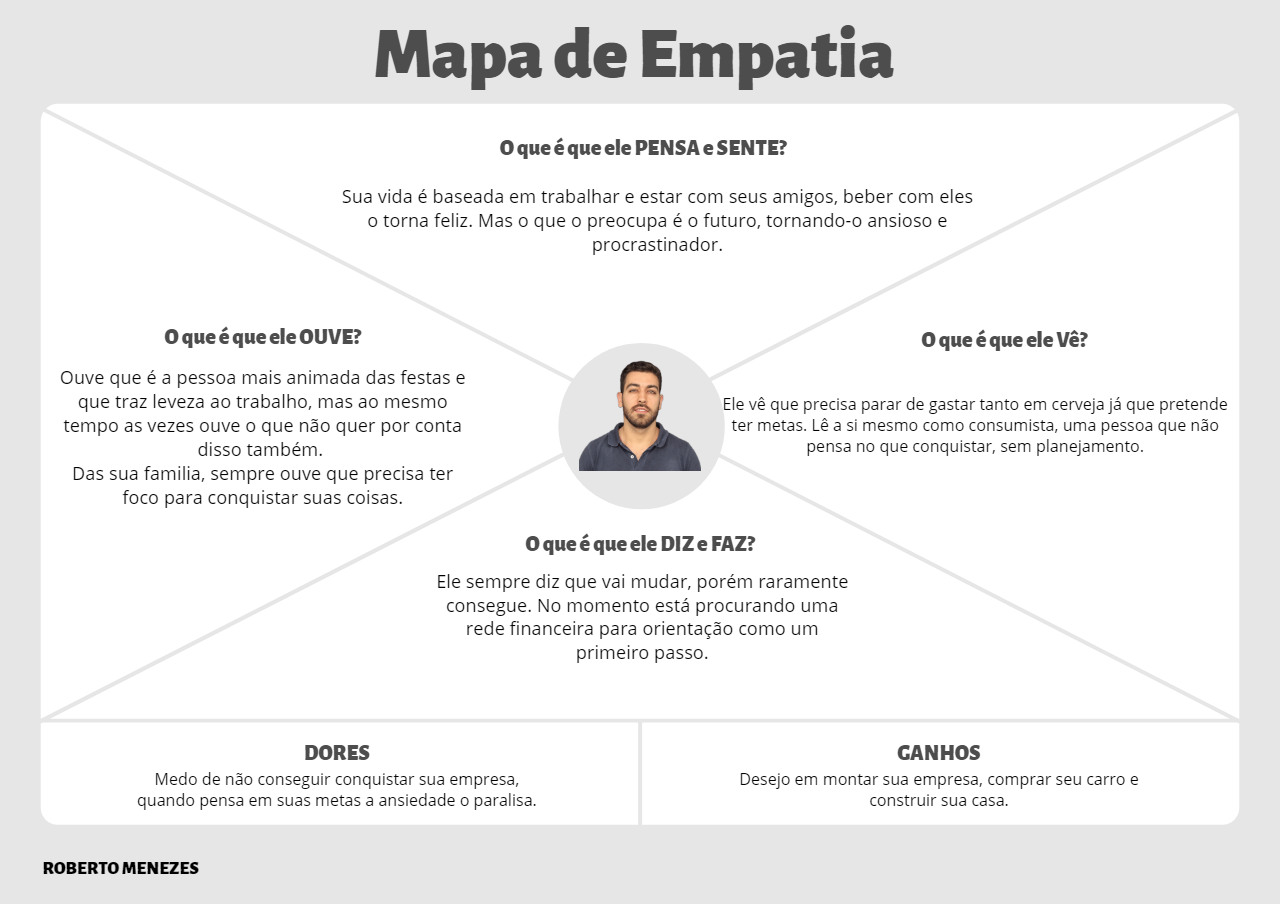 Mapa de Empatia
O que é que ele PENSA e SENTE?
Sua vida é baseada em trabalhar e estar com seus amigos, beber com eles
o torna feliz. Mas o que o preocupa é o futuro, tornando-o ansioso e
procrastinador.
O que é que ele OUVE?
Ouve que é a pessoa mais animada das festas e
que traz leveza ao trabalho, mas ao mesmo
tempo as vezes ouve o que não quer por conta
disso também.
Das sua familia, sempre ouve que precisa ter
foco para conquistar suas coisas.
O que é que ele Vê?
Ele vê que precisa parar de gastar tanto em cerveja já que pretende
ter metas. Lê a si mesmo como consumista, uma pessoa que não
pensa no que conquistar, sem planejamento.
O que é que ele DIZ e FAZ?
Ele sempre diz que vai mudar, porém raramente
consegue. No momento está procurando uma
rede financeira para orientação como um
primeiro passo.
DORES
Medo de não conseguir conquistar sua empresa,
quando pensa em suas metas a ansiedade o paralisa.
GANHOS
Desejo em montar sua empresa, comprar seu carro e
construir sua casa.
ROBERTO MENEZES